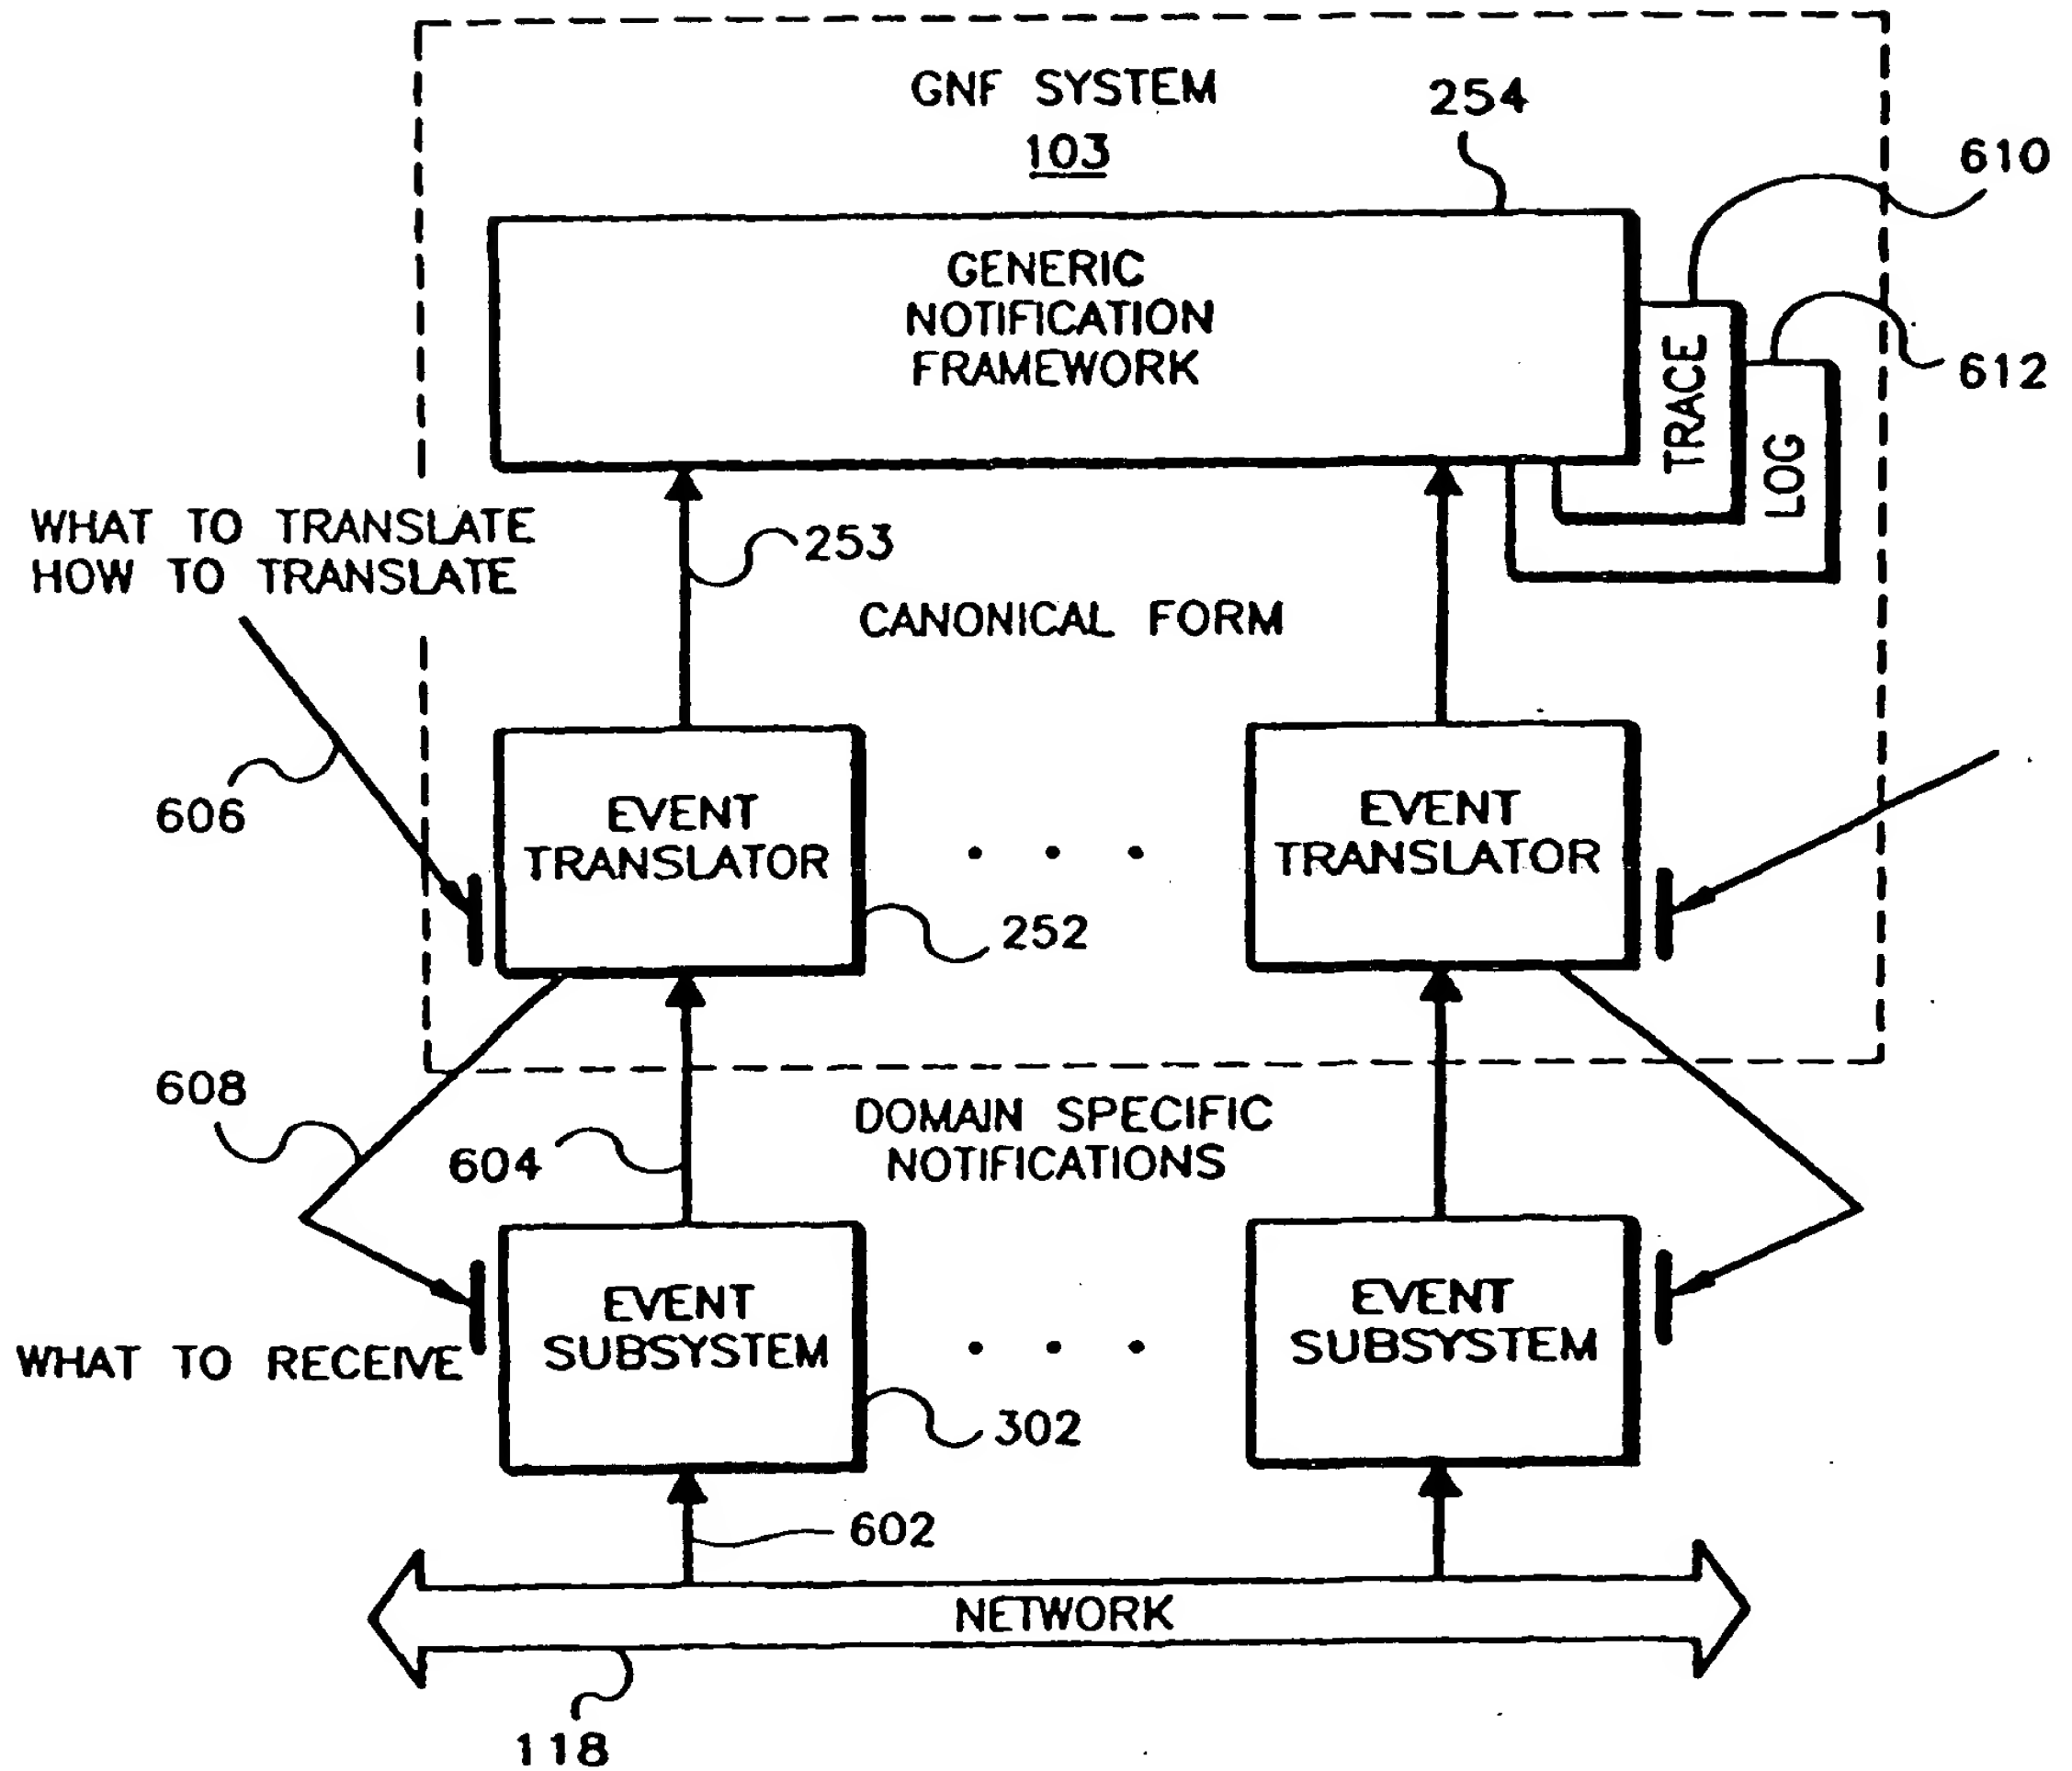 GNF SYSTEM
103
254
610
GENERIC
NOTIFICATION
FRAMEWORK
TRACE
LOG
612
WHAT TO TRANSLATE
HOW TO TRANSLATE
253
CANONICAL FORM
606
EVENT
TRANSLATOR
EVENT
TRANSLATOR
252
608
604
DOMAIN SPECIFIC
NOTIFICATIONS
EVENT
SUBSYSTEM
EVENT
SUBSYSTEM
WHAT TO RECEIVE
302
602
NETWORK
118